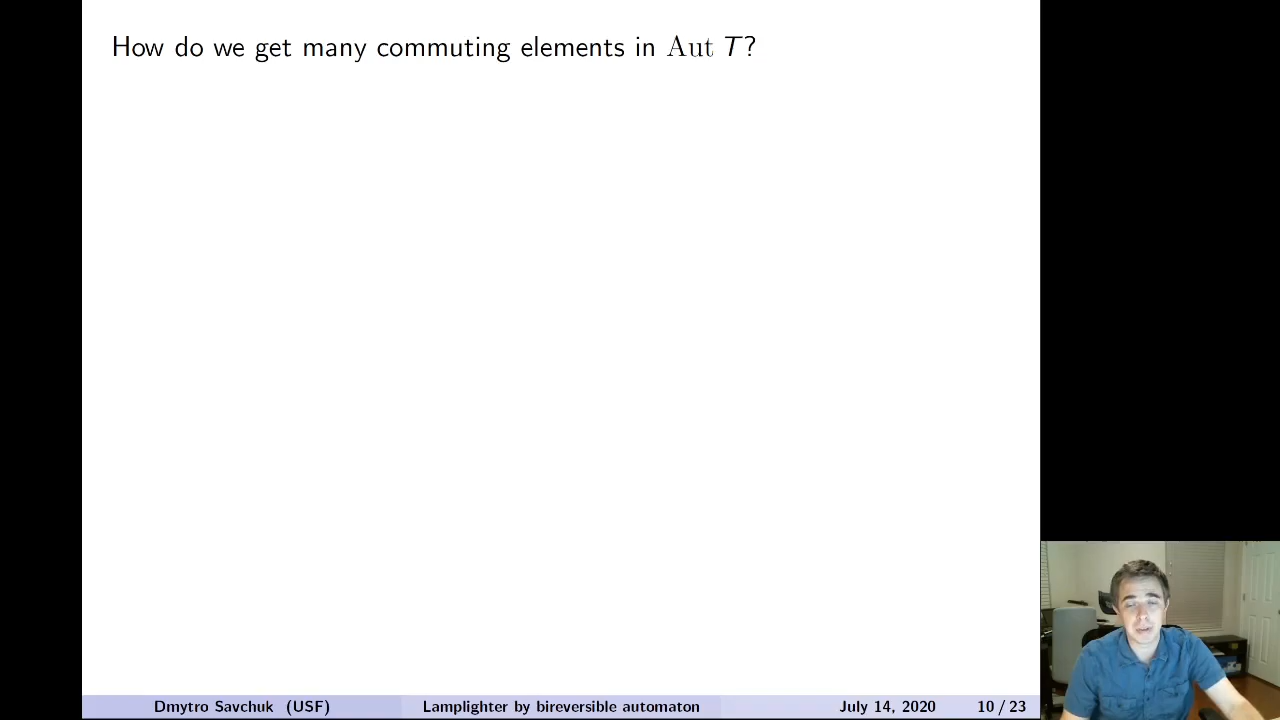 How do we get many commuting elements in Aut T?
Dmytro Savchuk (USF) Lamplighter by bireversible automaton July 14, 2020 10 / 23